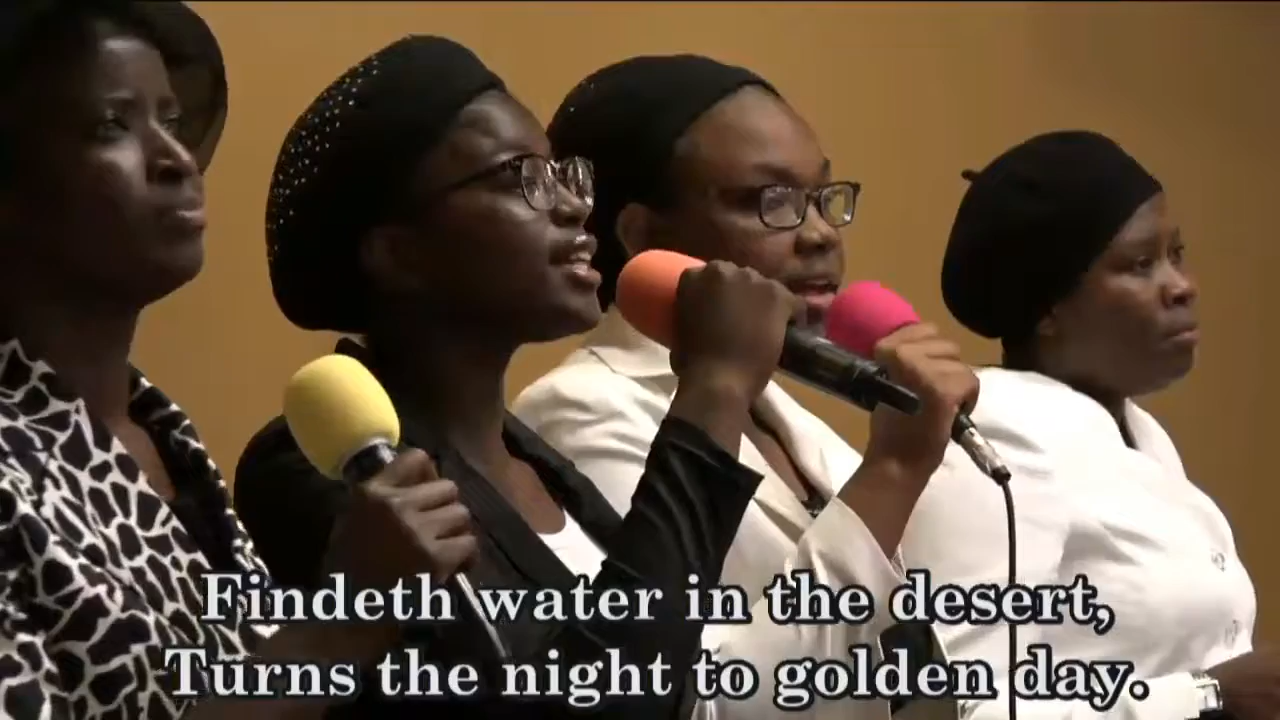 Findeth water in the desert,
Turns the night to golden day.